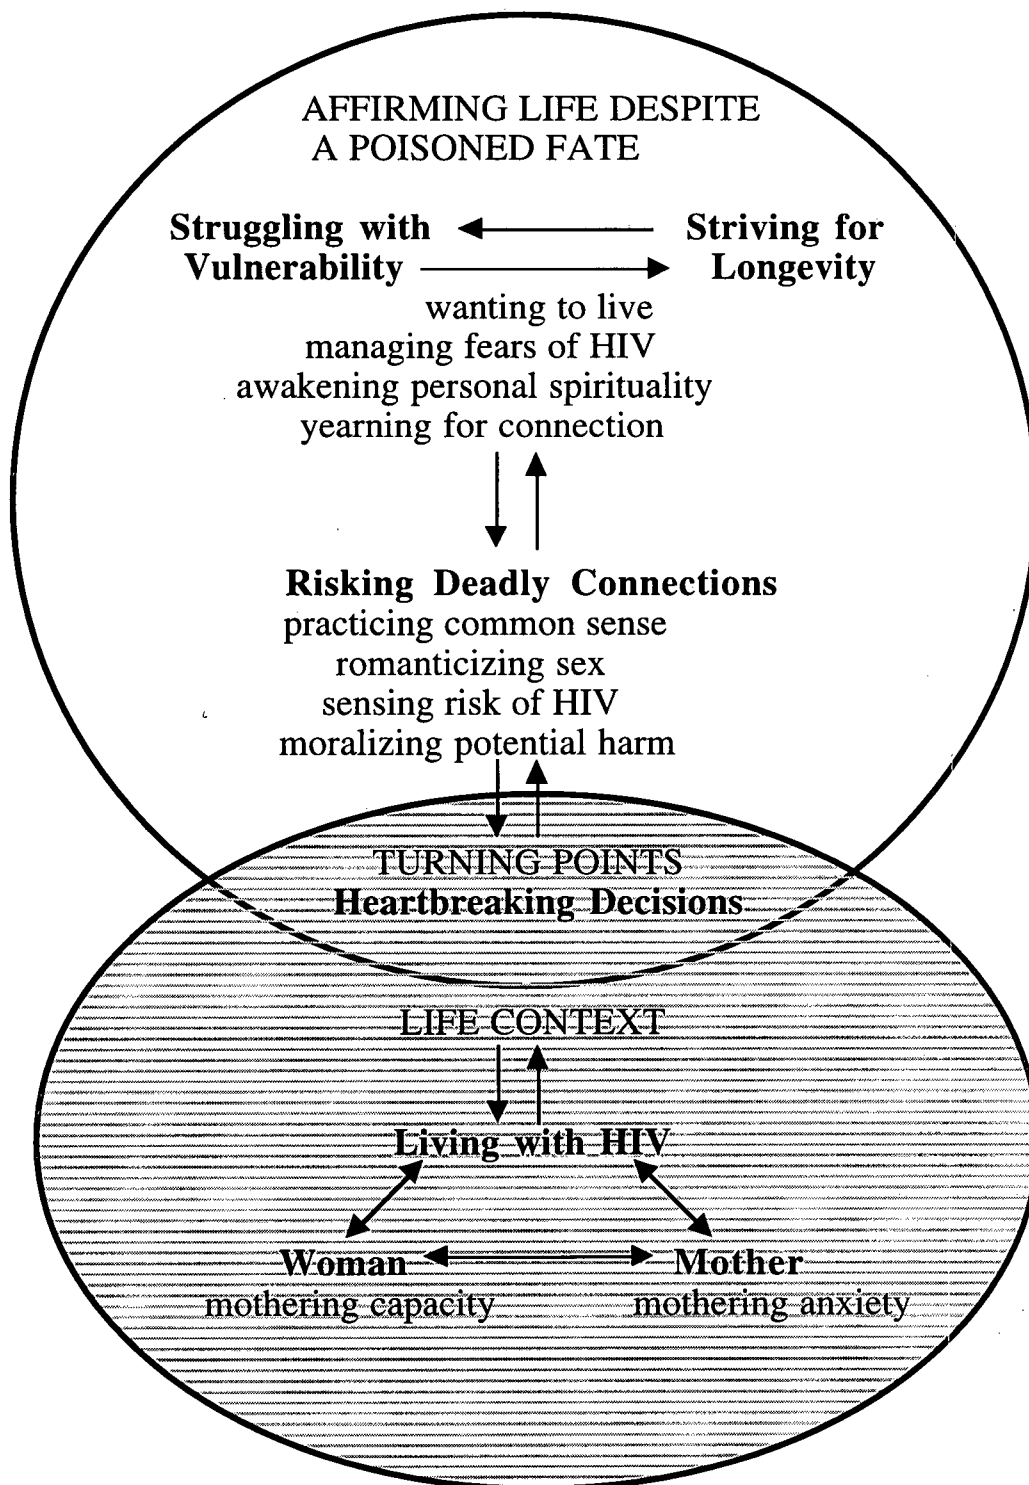 AFFIRMING LIFE DESPITE
A POISONED FATE
Struggling with
Vulnerability
Striving for
Longevity
wanting to live
managing fears of HIV
awakening personal spirituality
yearning for connection
Risking Deadly Connections
practicing common sense
romanticizing sex
sensing risk of HIV
moralizing potential harm
TURNING POINTS
Heartbreaking Decisions
LIFE CONTEXT
Living with HIV
Woman
mothering capacity
Mother
mothering anxiety